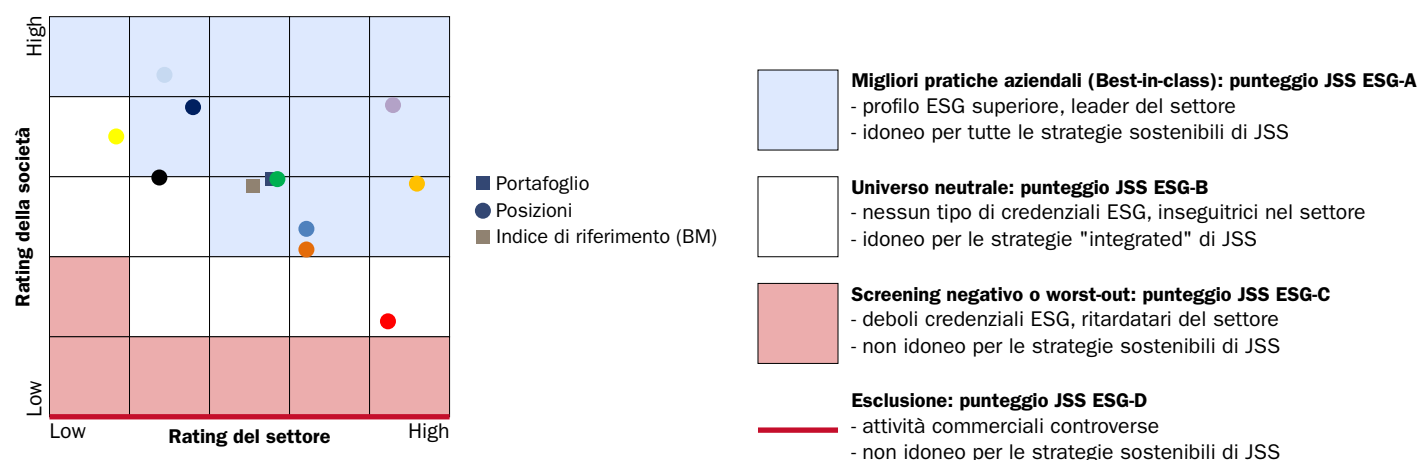 High
Rating della società
Low
Low
Rating del settore
High
Portafoglio
Posizioni
Indice di riferimento (BM)
Migliori pratiche aziendali (Best-in-class): punteggio JSS ESG-A
- profilo ESG superiore, leader del settore
- idoneo per tutte le strategie sostenibili di JSS
Universo neutrale: punteggio JSS ESG-B
- nessun tipo di credenziali ESG, inseguitrici nel settore
- idoneo per le strategie "integrated" di JSS
Screening negativo o worst-out: punteggio JSS ESG-C
- deboli credenziali ESG, ritardatari del settore
- non idoneo per le strategie sostenibili di JSS
Esclusione: punteggio JSS ESG-D
- attività commerciali controverse
- non idoneo per le strategie sostenibili di JSS